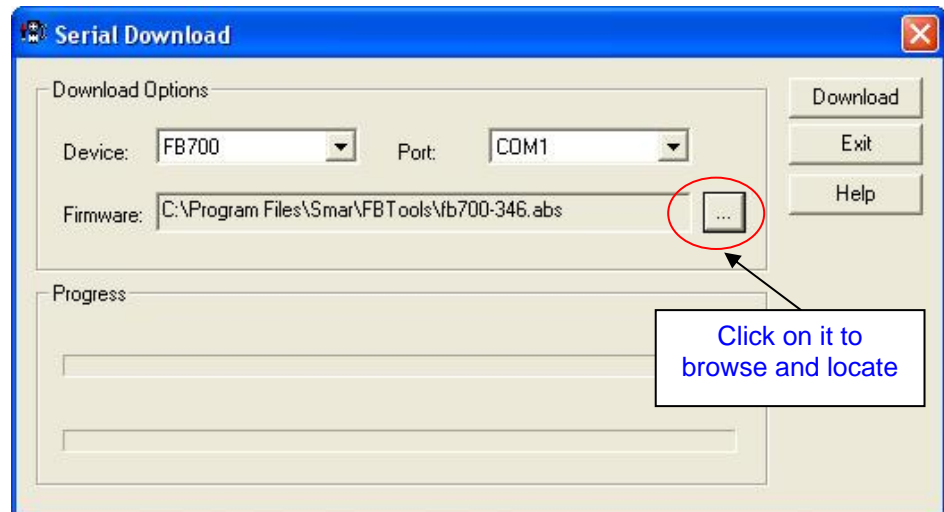 Serial Download
Download Options
Device: FB700 Port: COM1
Firmware: C:\Program Files\Smar\FBTools\fb700-346.abs ...
Download
Exit
Help
Progress
Click on it to
browse and locate